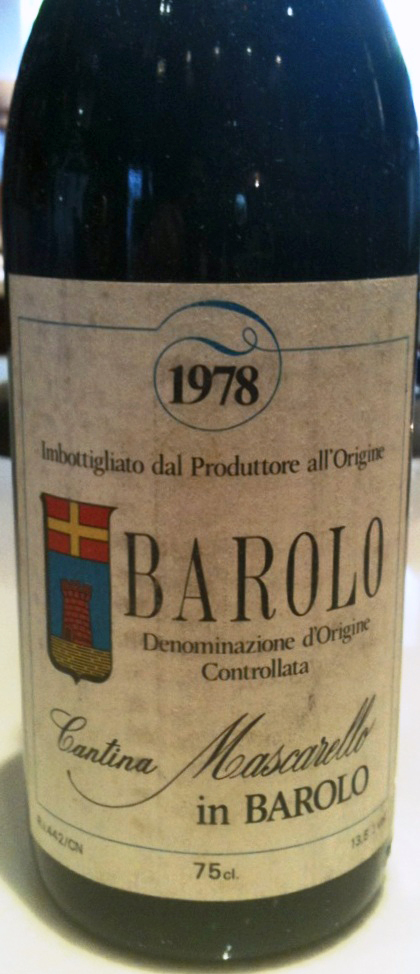 1978
Imbottigliato dal Produttore all'Origine
BAROLO
Denominazione d'Origine
Controllata
Cantina Mascarello
in BAROLO
75cl.